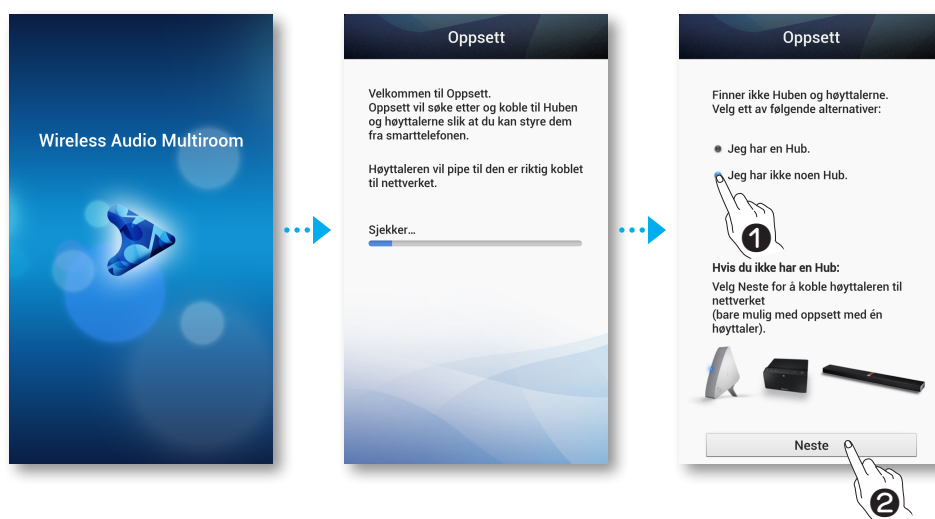 Wireless Audio Multiroom
Oppsett
Velkommen til Oppsett.
Oppsett vil søke etter og koble til Huben
og høyttalerne slik at du kan styre dem
fra smarttelefonen.
Høyttaleren vil pipe til den er riktig koblet
til nettverket.
Sjekker...
Oppsett
Finner ikke Huben og høyttalerne.
Velg ett av følgende alternativer:
Jeg har en Hub.
Jeg har ikke noen Hub.
1
Hvis du ikke har en Hub:
Velg Neste for å koble høyttaleren til
nettverket
(bare mulig med oppsett med én
høyttaler).
Neste
2